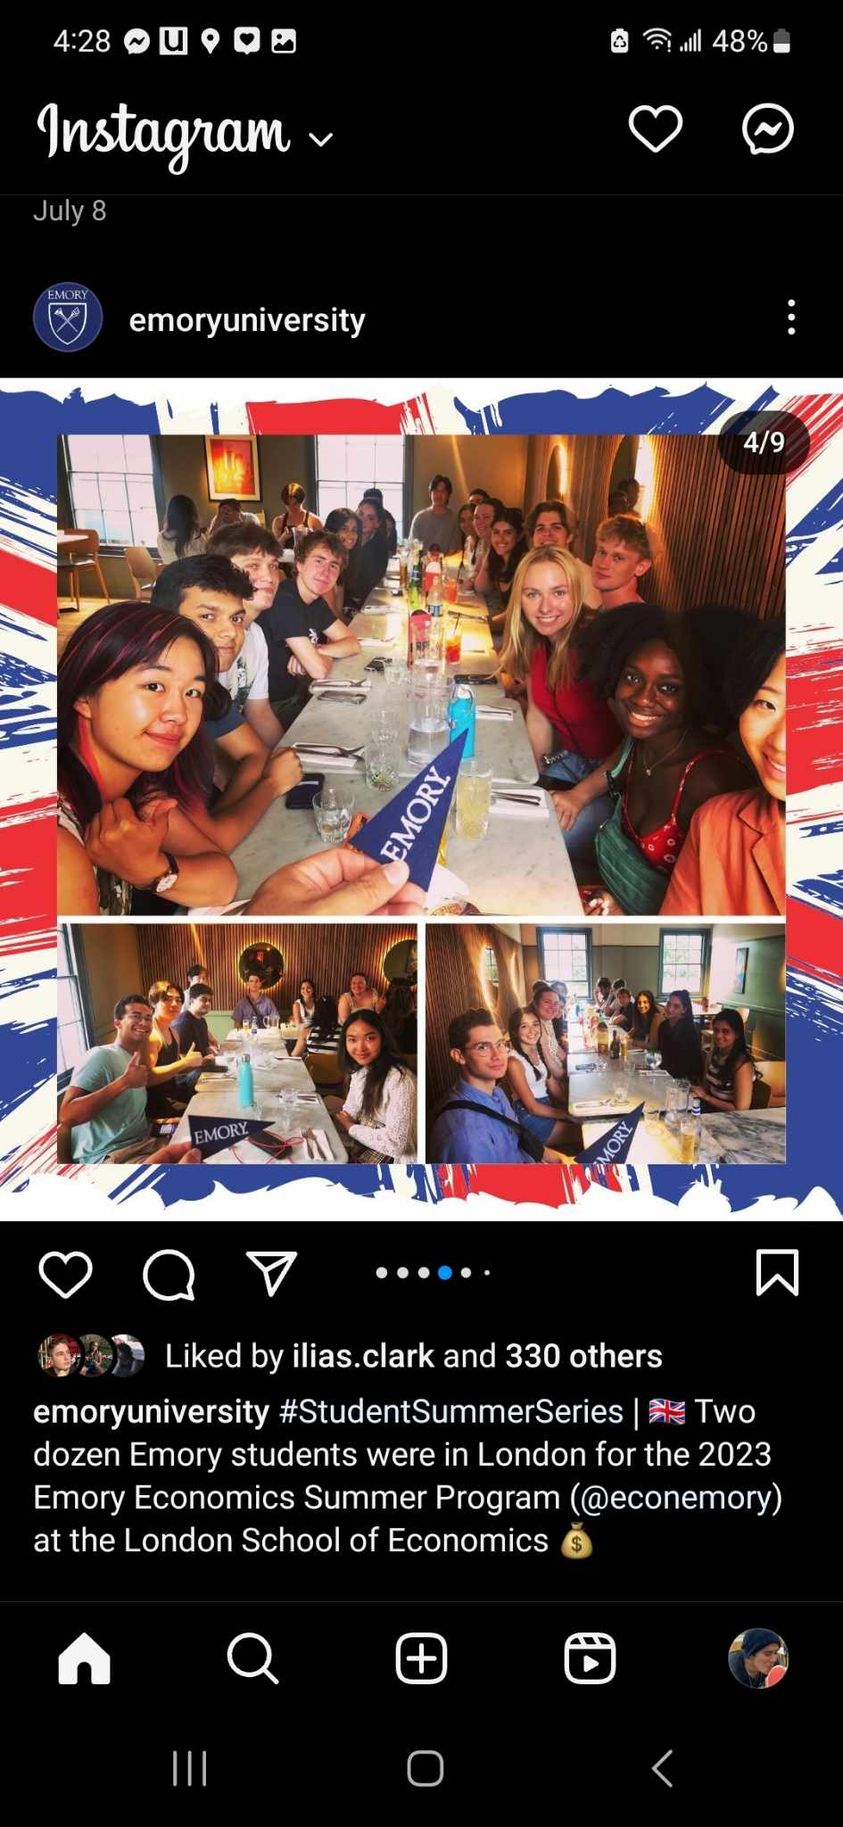 4:28 48%
Instagram
July 8
EMORY
emoryuniversity
4/9
EMORY
EMORY
EMORY
Liked by ilias.clark and 330 others
emoryuniversity #StudentSummerSeries | 🇬🇧 Two
dozen Emory students were in London for the 2023
Emory Economics Summer Program (@econemory)
at the London School of Economics 💰